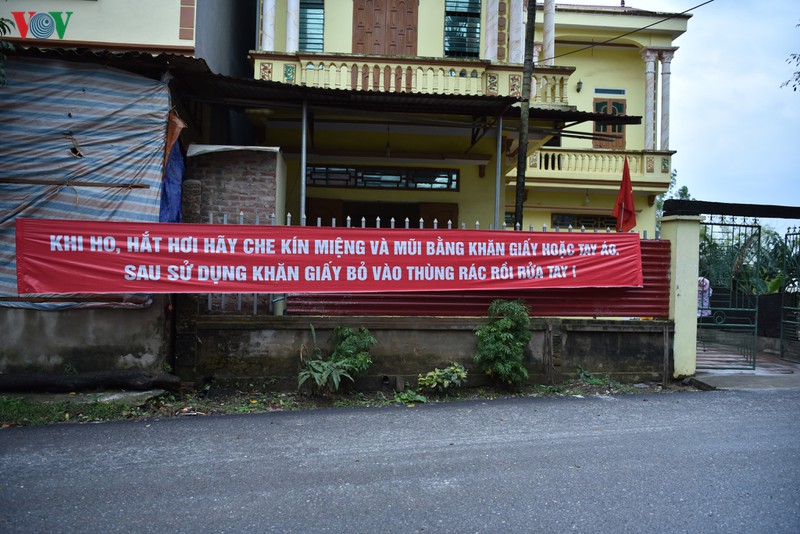 VOV
KHI HO, HẮT HƠI HÃY CHE KÍN MIỆNG VÀ MŨI BẰNG KHĂN GIẤY HOẶC TAY ÁO.
SAU SỬ DỤNG KHĂN GIẤY BỎ VÀO THÙNG RÁC RỒI RỬA TAY !